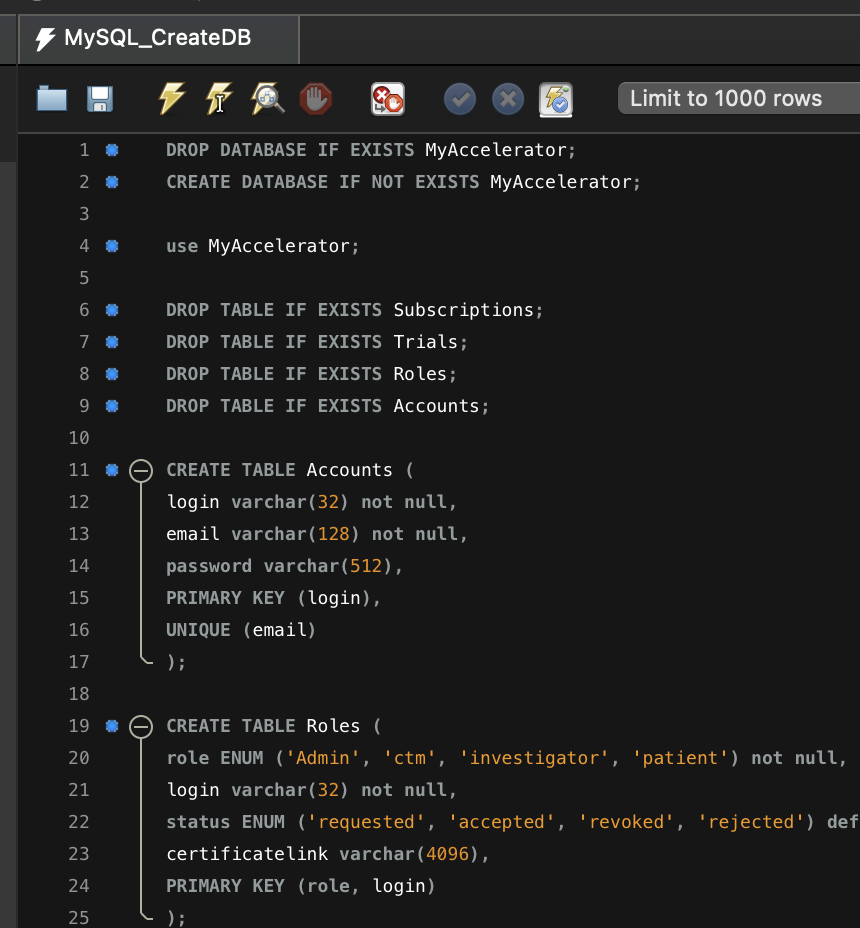 MySQL_CreateDB
Limit to 1000 rows
1 DROP DATABASE IF EXISTS MyAccelerator;
2 CREATE DATABASE IF NOT EXISTS MyAccelerator;
3
4 use MyAccelerator;
5
6 DROP TABLE IF EXISTS Subscriptions;
7 DROP TABLE IF EXISTS Trials;
8 DROP TABLE IF EXISTS Roles;
9 DROP TABLE IF EXISTS Accounts;
10
11 CREATE TABLE Accounts (
12 login varchar(32) not null,
13 email varchar(128) not null,
14 password varchar(512),
15 PRIMARY KEY (login),
16 UNIQUE (email)
17 );
18
19 CREATE TABLE Roles (
20 role ENUM ('Admin', 'ctm', 'investigator', 'patient') not null,
21 login varchar(32) not null,
22 status ENUM ('requested', 'accepted', 'revoked', 'rejected') def
23 certificatelink varchar(4096),
24 PRIMARY KEY (role, login)
25 );